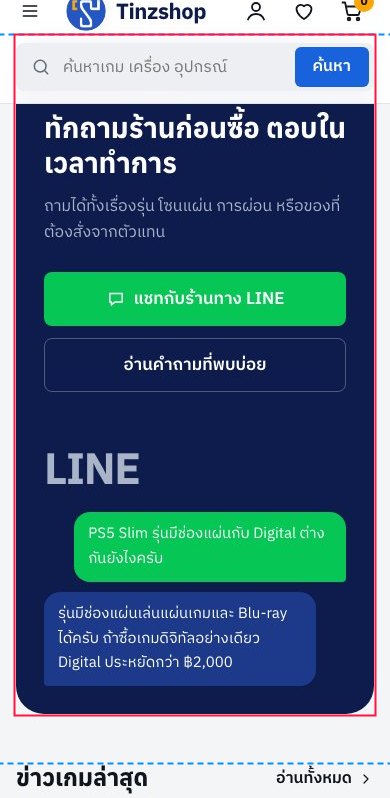 Tinzshop
0
ค้นหาเกม เครื่อง อุปกรณ์
ค้นหา
ทักถามร้านก่อนซื้อ ตอบใน
เวลาทำการ
ถามได้ทั้งเรื่องรุ่น โซนแผ่น การผ่อน หรือของที่
ต้องสั่งจากตัวแทน
แชทกับร้านทาง LINE
อ่านคำถามที่พบบ่อย
LINE
PS5 Slim รุ่นมีช่องแผ่นกับ Digital ต่าง
กันยังไงครับ
รุ่นมีช่องแผ่นเล่นแผ่นเกมและ Blu-ray
ได้ครับ ถ้าซื้อเกมดิจิทัลอย่างเดียว
Digital ประหยัดกว่า ฿2,000
ข่าวเกมล่าสุด
อ่านทั้งหมด